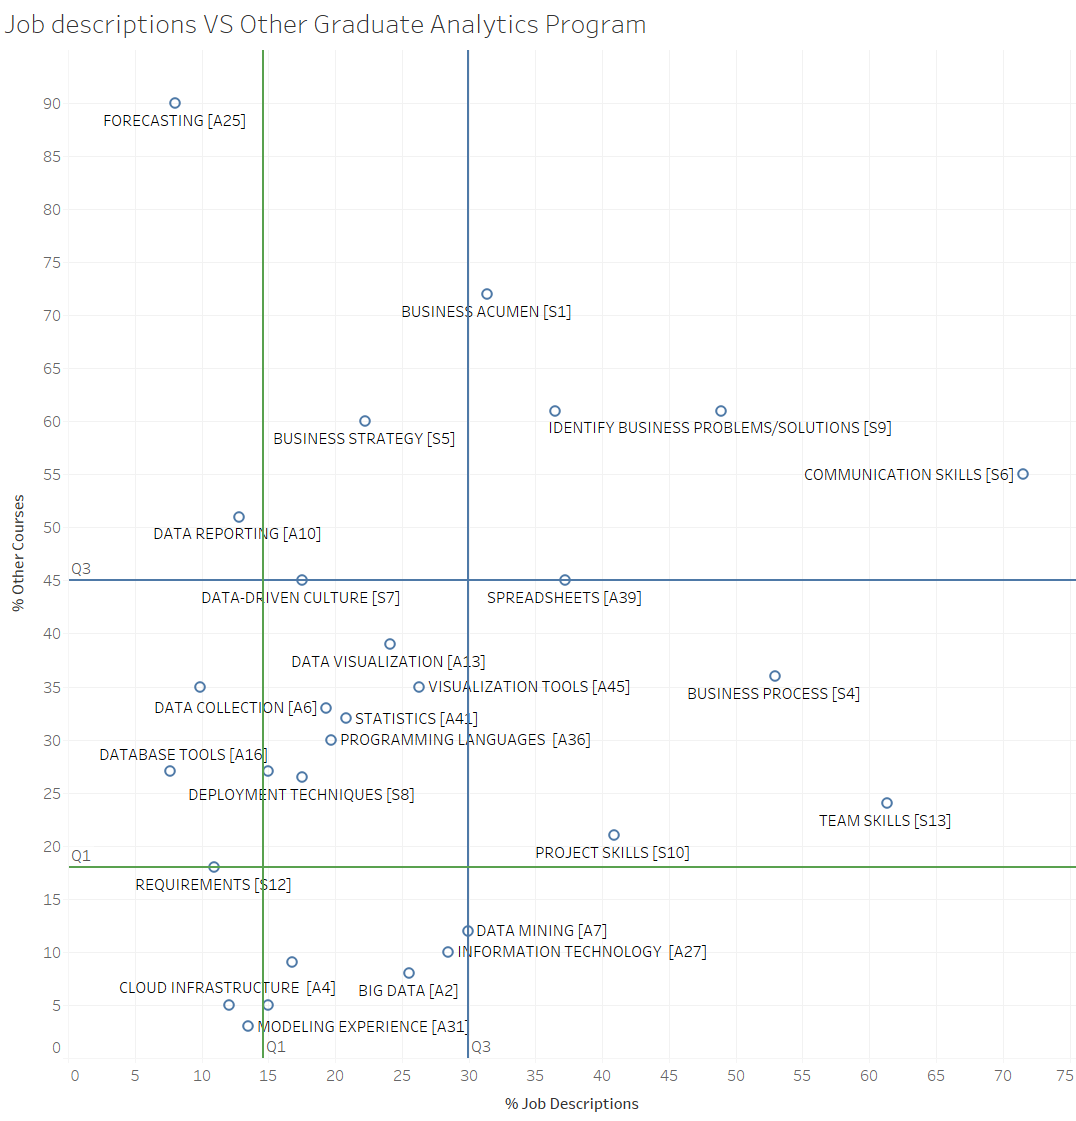 Job descriptions VS Other Graduate Analytics Program
90
FORECASTING [A25]
85
80
75
70
BUSINESS ACUMEN [S1]
65
60
IDENTIFY BUSINESS PROBLEMS/SOLUTIONS [S9]
BUSINESS STRATEGY [S5]
55
COMMUNICATION SKILLS [S6]
50
DATA REPORTING [A10]
% Other Courses
Q3
45
DATA-DRIVEN CULTURE [S7]
SPREADSHEETS [A39]
40
DATA VISUALIZATION [A13]
35
VISUALIZATION TOOLS [A45]
BUSINESS PROCESS [S4]
DATA COLLECTION [A6]
STATISTICS [A41]
30
PROGRAMMING LANGUAGES [A36]
DATABASE TOOLS [A16]
25
DEPLOYMENT TECHNIQUES [S8]
TEAM SKILLS [S13]
20
PROJECT SKILLS [S10]
Q1
REQUIREMENTS [S12]
15
DATA MINING [A7]
10
INFORMATION TECHNOLOGY [A27]
CLOUD INFRASTRUCTURE [A4]
BIG DATA [A2]
5
MODELING EXPERIENCE [A31]
0
Q1
Q3
0 5 10 15 20 25 30 35 40 45 50 55 60 65 70 75
% Job Descriptions